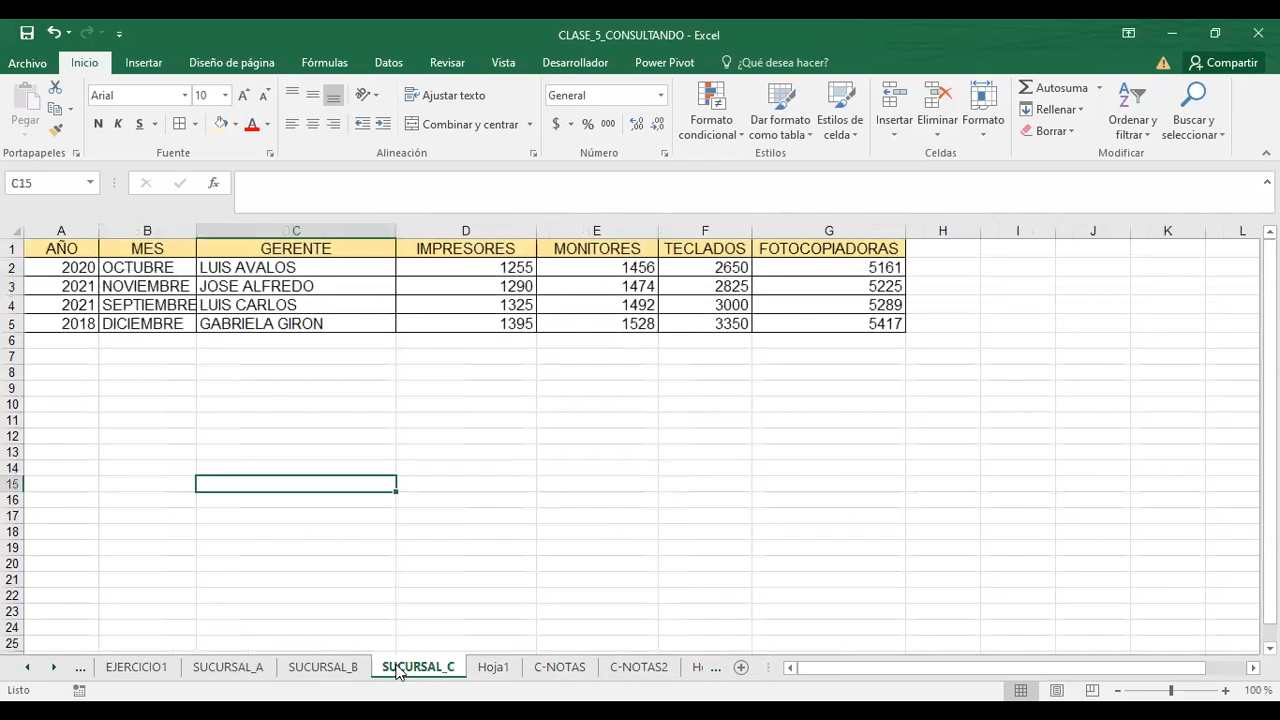 CLASE_5_CONSULTANDO - Excel
Archivo Inicio Insertar Diseño de página Fórmulas Datos Revisar Vista Desarrollador Power Pivot ¿Qué desea hacer? Compartir
Pegar
Arial 10
N K S
Ajustar texto
Combinar y centrar
General
$ % 000
Formato condicional
Dar formato como tabla
Estilos de celda
Insertar Eliminar Formato
Autosuma
Rellenar
Borrar
Ordenar y filtrar
Buscar y seleccionar
Portapapeles Fuente Alineación Número Estilos Celdas Modificar
C15 fx
A B C D E F G H I J K L
1 AÑO MES GERENTE IMPRESORES MONITORES TECLADOS FOTOCOPIADORAS
2 2020 OCTUBRE LUIS AVALOS 1255 1456 2650 5161
3 2021 NOVIEMBRE JOSE ALFREDO 1290 1474 2825 5225
4 2021 SEPTIEMBRE LUIS CARLOS 1325 1492 3000 5289
5 2018 DICIEMBRE GABRIELA GIRON 1395 1528 3350 5417
6
7
8
9
10
11
12
13
14
15
16
17
18
19
20
21
22
23
24
25
... EJERCICIO1 SUCURSAL_A SUCURSAL_B SUCURSAL_C Hoja1 C-NOTAS C-NOTAS2 ...
Listo 100 %